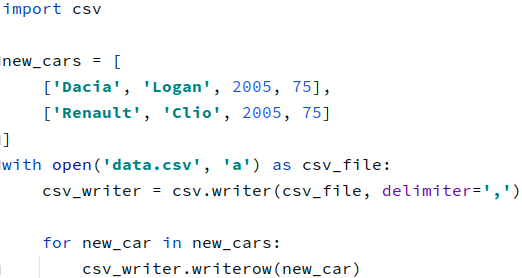 import csv
new_cars = [
    ['Dacia', 'Logan', 2005, 75],
    ['Renault', 'Clio', 2005, 75]
]
with open('data.csv', 'a') as csv_file:
    csv_writer = csv.writer(csv_file, delimiter=',')
    for new_car in new_cars:
        csv_writer.writerow(new_car)